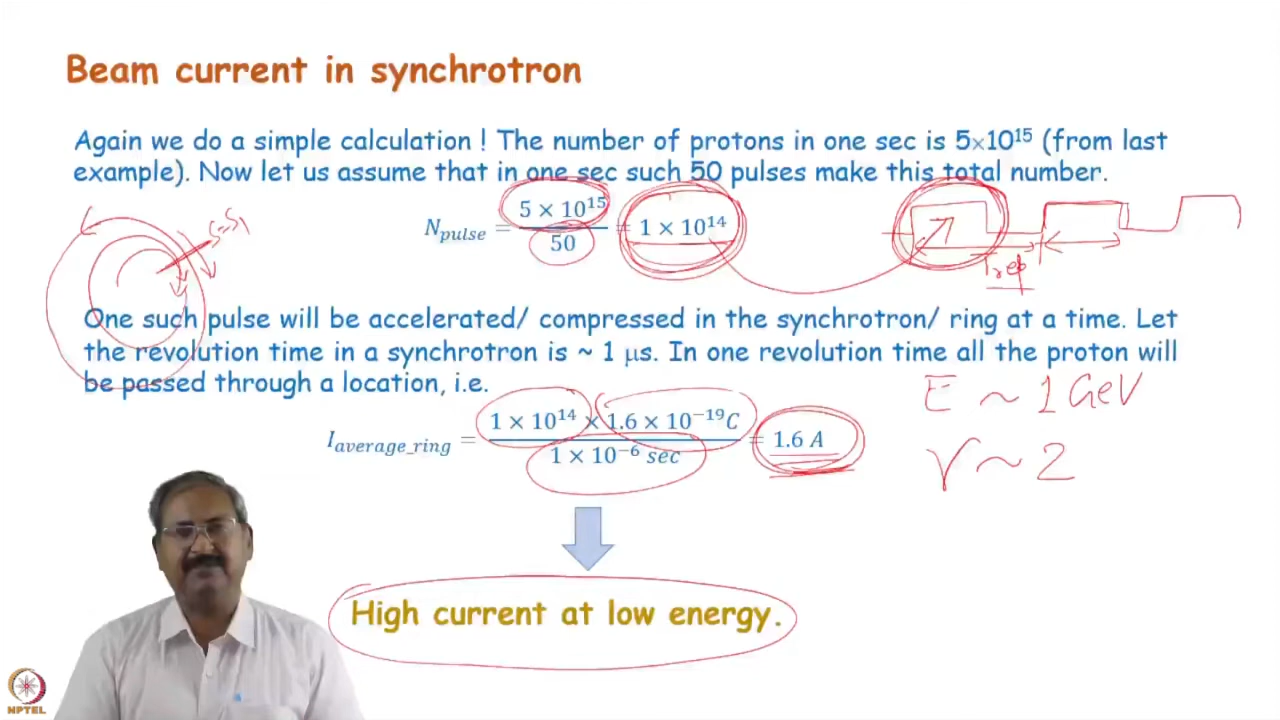 Beam current in synchrotron
Again we do a simple calculation ! The number of protons in one sec is 5×10¹⁵ (from last
example). Now let us assume that in one sec such 50 pulses make this total number.
N_pulse = 5 × 10¹⁵ / 50 = 1 × 10¹⁴
T_rep
One such pulse will be accelerated/ compressed in the synchrotron/ ring at a time. Let
the revolution time in a synchrotron is ~ 1 μs. In one revolution time all the proton will
be passed through a location, i.e.
E ~ 1 GeV
I_average_ring = 1 × 10¹⁴ × 1.6 × 10⁻¹⁹C / 1 × 10⁻⁶ sec = 1.6 A
γ ~ 2
High current at low energy.
NPTEL